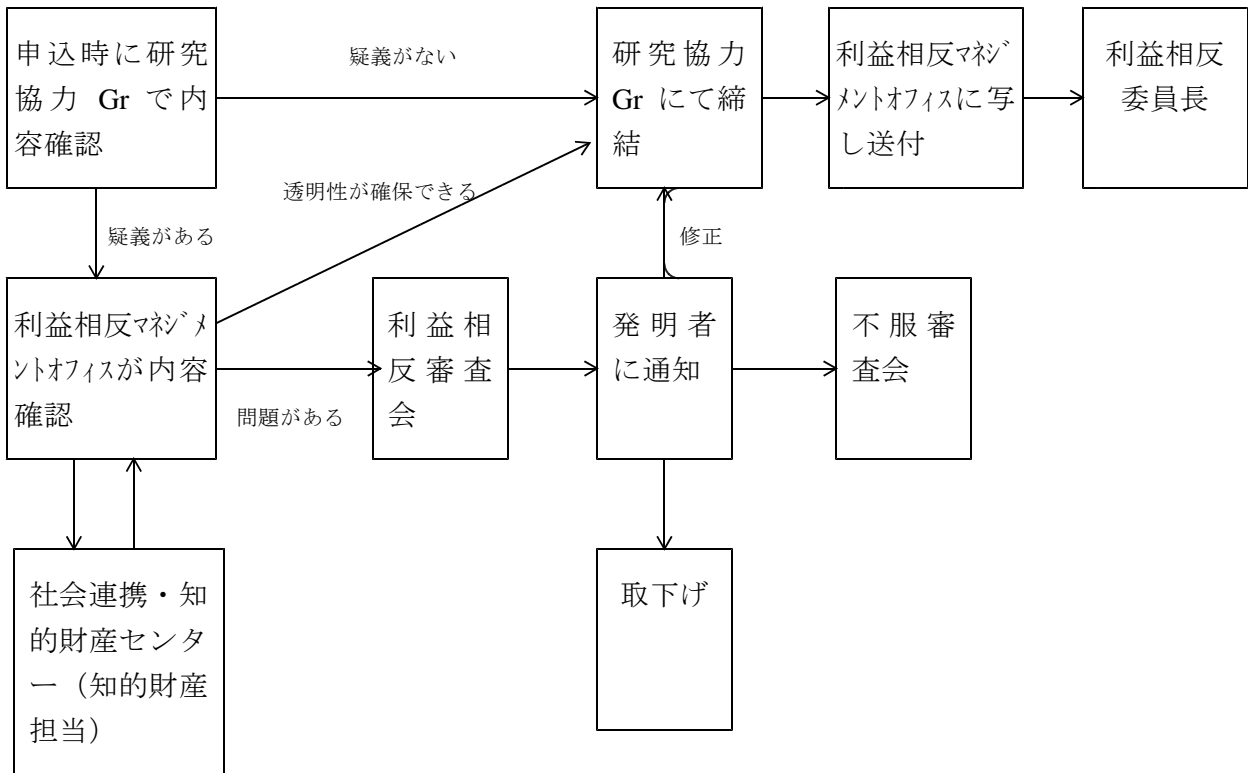 申込時に研究
協力 Gr で内
容確認
疑義がない
研究協力
Gr にて締
結
利益相反マネジ
メントオフィスに写
し送付
利益相反
委員長
透明性が確保できる
疑義がある
修正
利益相反マネジメ
ントオフィスが内容
確認
問題がある
利益相
反審査
会
発明者
に通知
不服審
査会
社会連携・知
的財産センタ
ー（知的財産
担当）
取下げ